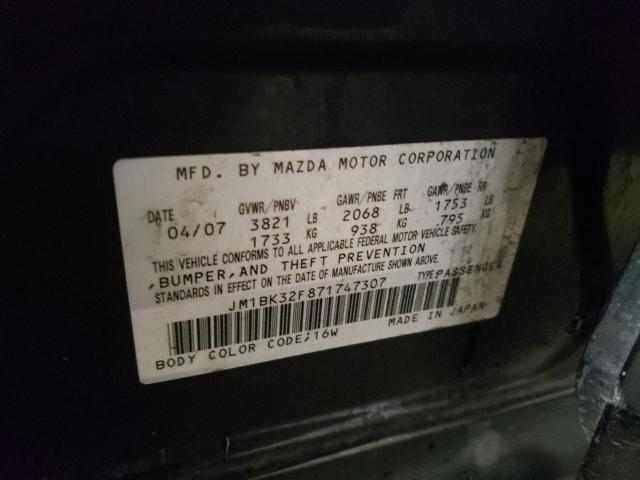 MFD. BY MAZDA MOTOR CORPORATION
DATE GVWR/PNBV GAWR/PNBE FRT GAWR/PNBE RR
04/07 3821 LB 2068 LB 1753 LB
1733 KG 938 KG 795 KG
THIS VEHICLE CONFORMS TO ALL APPLICABLE FEDERAL MOTOR VEHICLE SAFETY,
,BUMPER,AND THEFT PREVENTION
STANDARDS IN EFFECT ON THE DATE OF MANUFACTURE SHOWN ABOVE.
JM1BK32F871747307 TYPE:PASSENGER
BODY COLOR CODE;16W MADE IN JAPAN